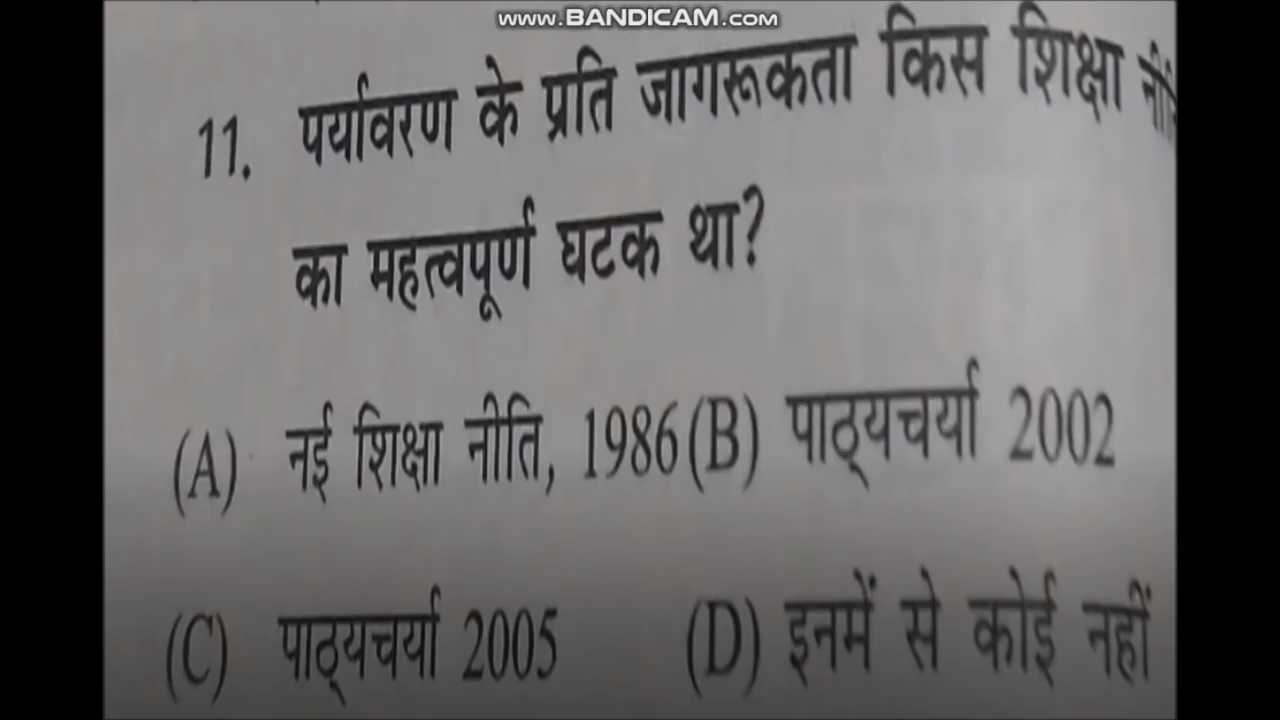 www.BANDICAM.com
11. पर्यावरण के प्रति जागरूकता किस शिक्षा
का महत्वपूर्ण घटक था?
(A) नई शिक्षा नीति, 1986 (B) पाठ्यचर्या 2002
(C) पाठ्यचर्या 2005 (D) इनमें से कोई नहीं